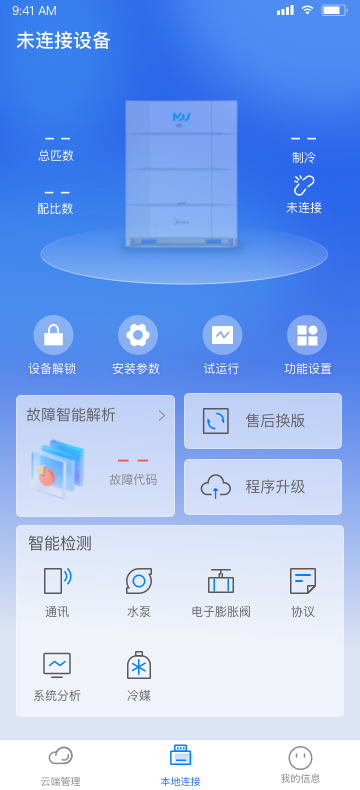 9:41 AM
未连接设备
MDV
-- --
总匹数
-- --
制冷
-- --
配比数
未连接
Midea
设备解锁
安装参数
试运行
功能设置
故障智能解析
-- --
故障代码
售后换版
程序升级
智能检测
通讯
水泵
电子膨胀阀
协议
系统分析
冷媒
云端管理
本地连接
我的信息